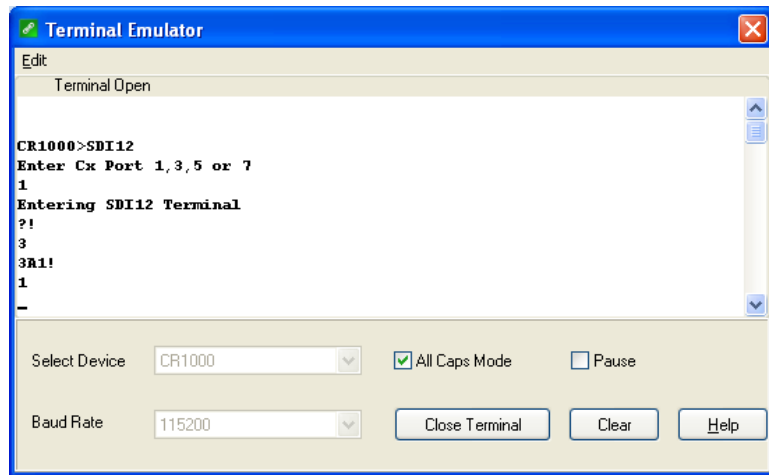 Terminal Emulator
Edit
Terminal Open
CR1000>SDI12
Enter Cx Port 1,3,5 or 7
1
Entering SDI12 Terminal
?!
3
3A1!
1
_
Select Device
CR1000
All Caps Mode
Pause
Baud Rate
115200
Close Terminal
Clear
Help